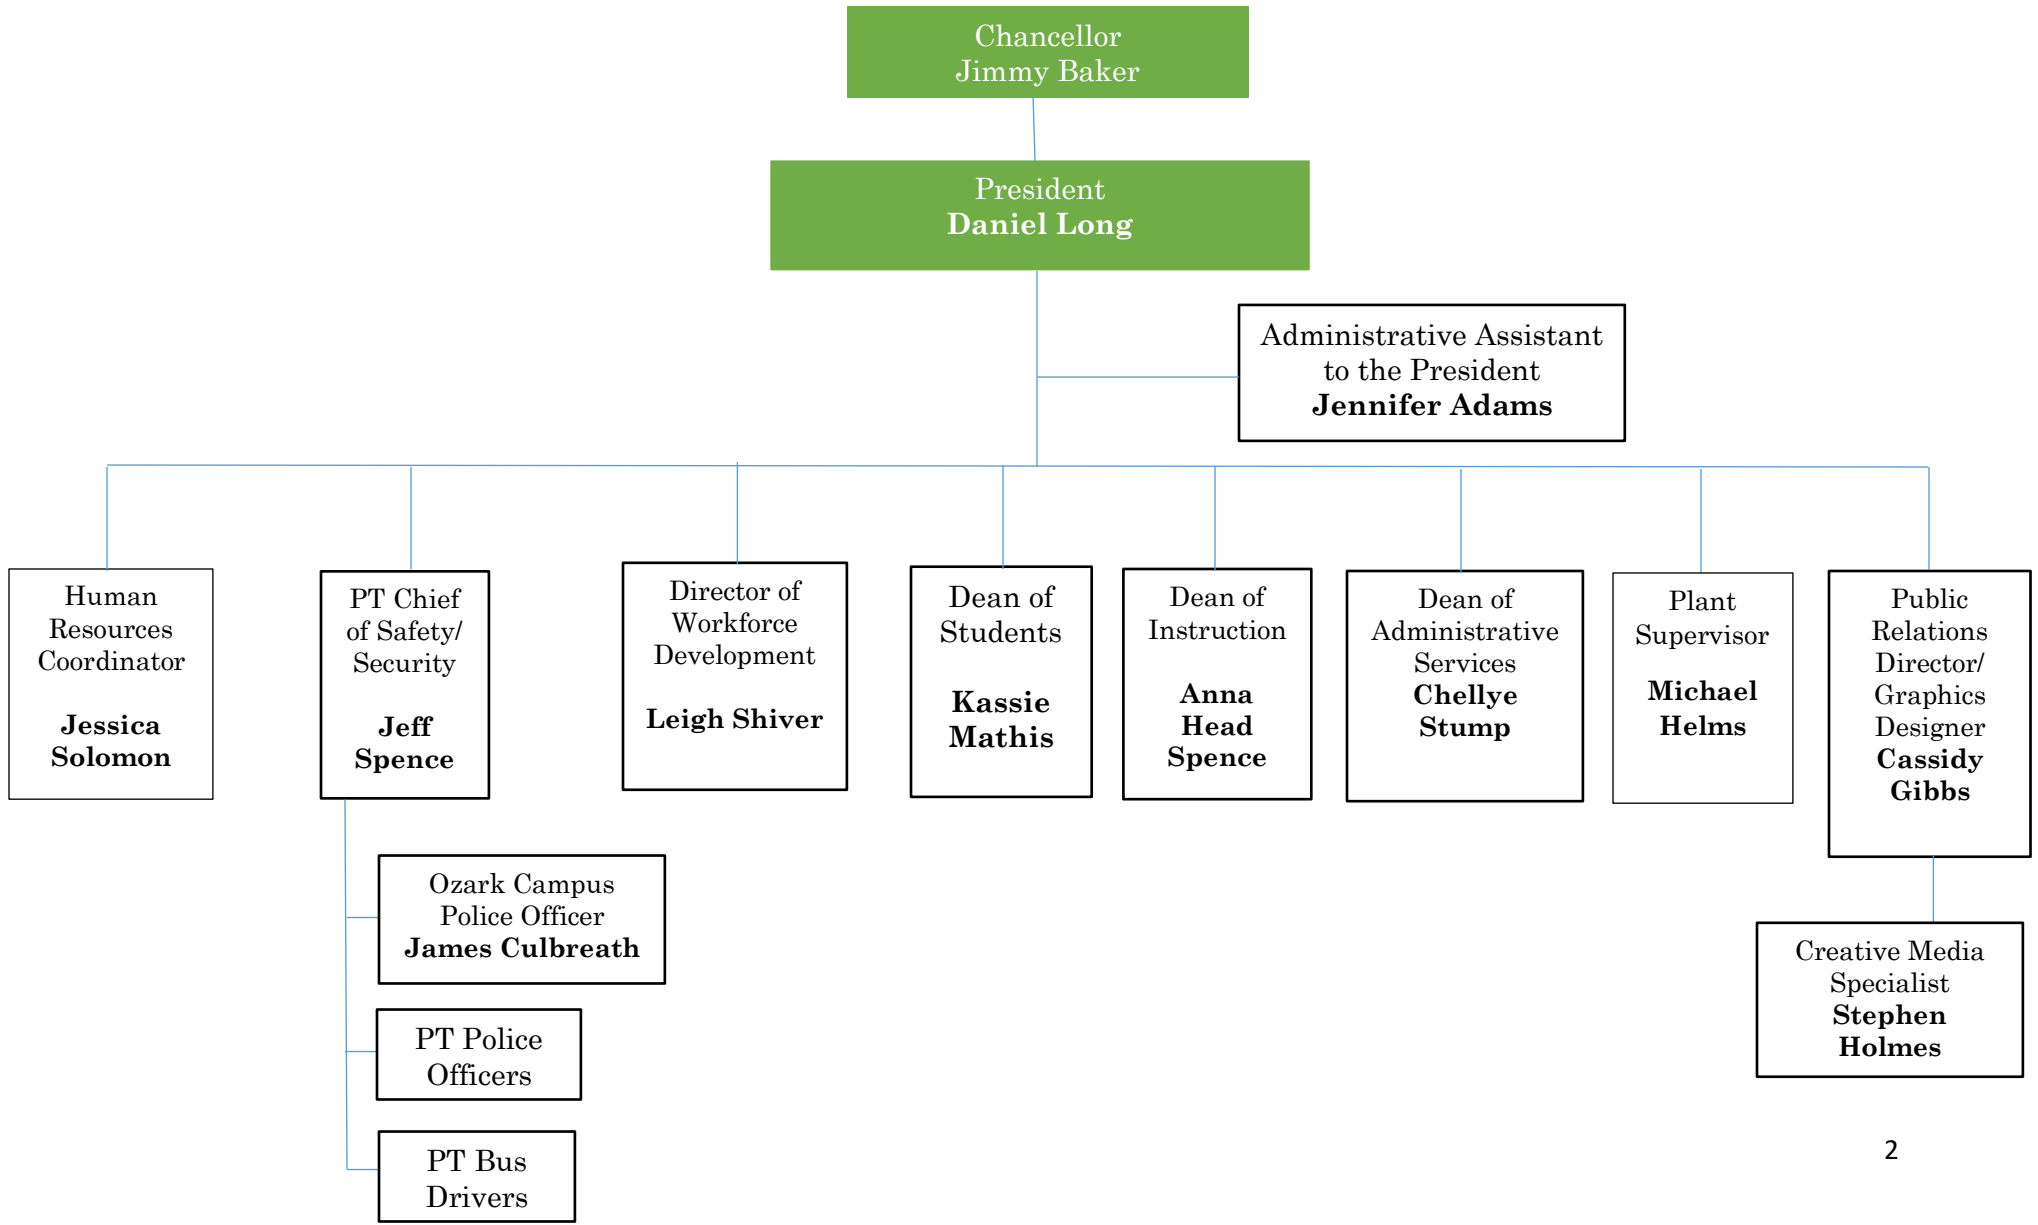 Chancellor
Jimmy Baker
President
Daniel Long
Administrative Assistant
to the President
Jennifer Adams
Human
Resources
Coordinator
Jessica
Solomon
PT Chief
of Safety/
Security
Jeff
Spence
Director of
Workforce
Development
Leigh Shiver
Dean of
Students
Kassie
Mathis
Dean of
Instruction
Anna
Head
Spence
Dean of
Administrative
Services
Chellye
Stump
Plant
Supervisor
Michael
Helms
Public
Relations
Director/
Graphics
Designer
Cassidy
Gibbs
Ozark Campus
Police Officer
James Culbreath
PT Police
Officers
PT Bus
Drivers
Creative Media
Specialist
Stephen
Holmes
2